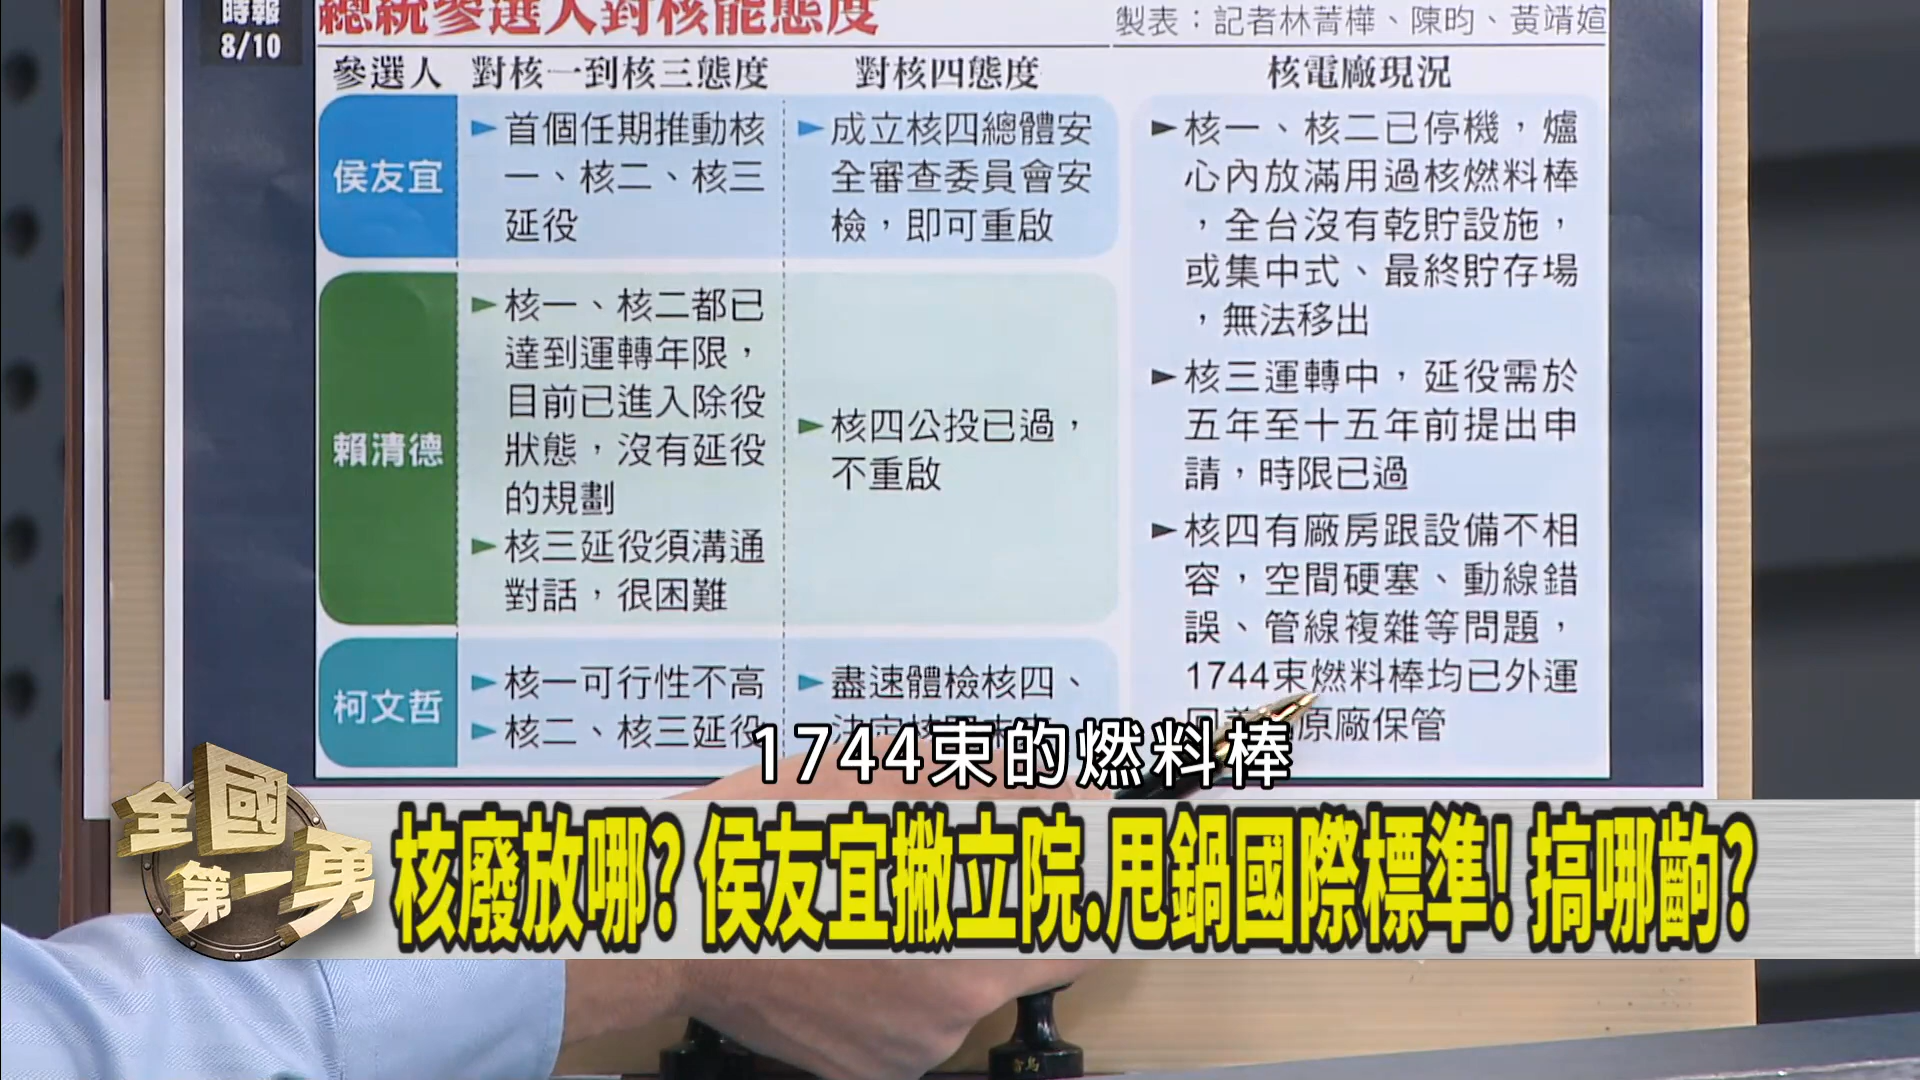 時報
8/10
總統參選人對核能態度
製表：記者林菁樺、陳昀、黃靖媗
參選人 對核一到核三態度 對核四態度 核電廠現況
侯友宜
►首個任期推動核
一、核二、核三
延役
►成立核四總體安
全審查委員會安
檢，即可重啟
賴清德
►核一、核二都已
達到運轉年限，
目前已進入除役
狀態，沒有延役
的規劃
►核三延役須溝通
對話，很困難
►核四公投已過，
不重啟
柯文哲
►核一可行性不高
►核二、核三延役
►盡速體檢核四、
►核一、核二已停機，爐
心內放滿用過核燃料棒
，全台沒有乾貯設施，
或集中式、最終貯存場
，無法移出
►核三運轉中，延役需於
五年至十五年前提出申
請，時限已過
►核四有廠房跟設備不相
容，空間硬塞、動線錯
誤、管線複雜等問題，
1744束燃料棒均已外運
原廠保管
1744束的燃料棒
全國第一勇
核廢放哪? 侯友宜撇立院.甩鍋國際標準! 搞哪齣?